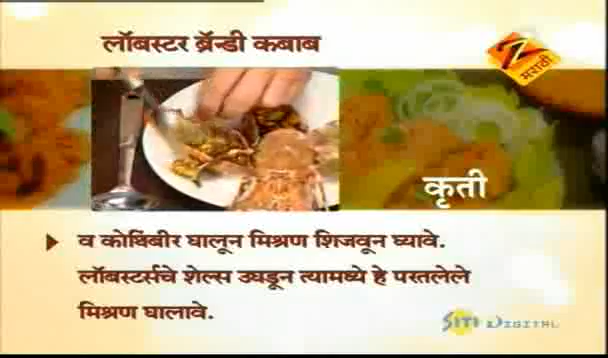 लॉबस्टर ब्रॅन्डी कबाब
मराठी
कृती
व कोथिंबीर घालून मिश्रण शिजवून घ्यावे.
लॉबस्टर्सचे शेल्स उघडून त्यामध्ये हे परतलेले
मिश्रण घालावे.
SITI DIGITAL